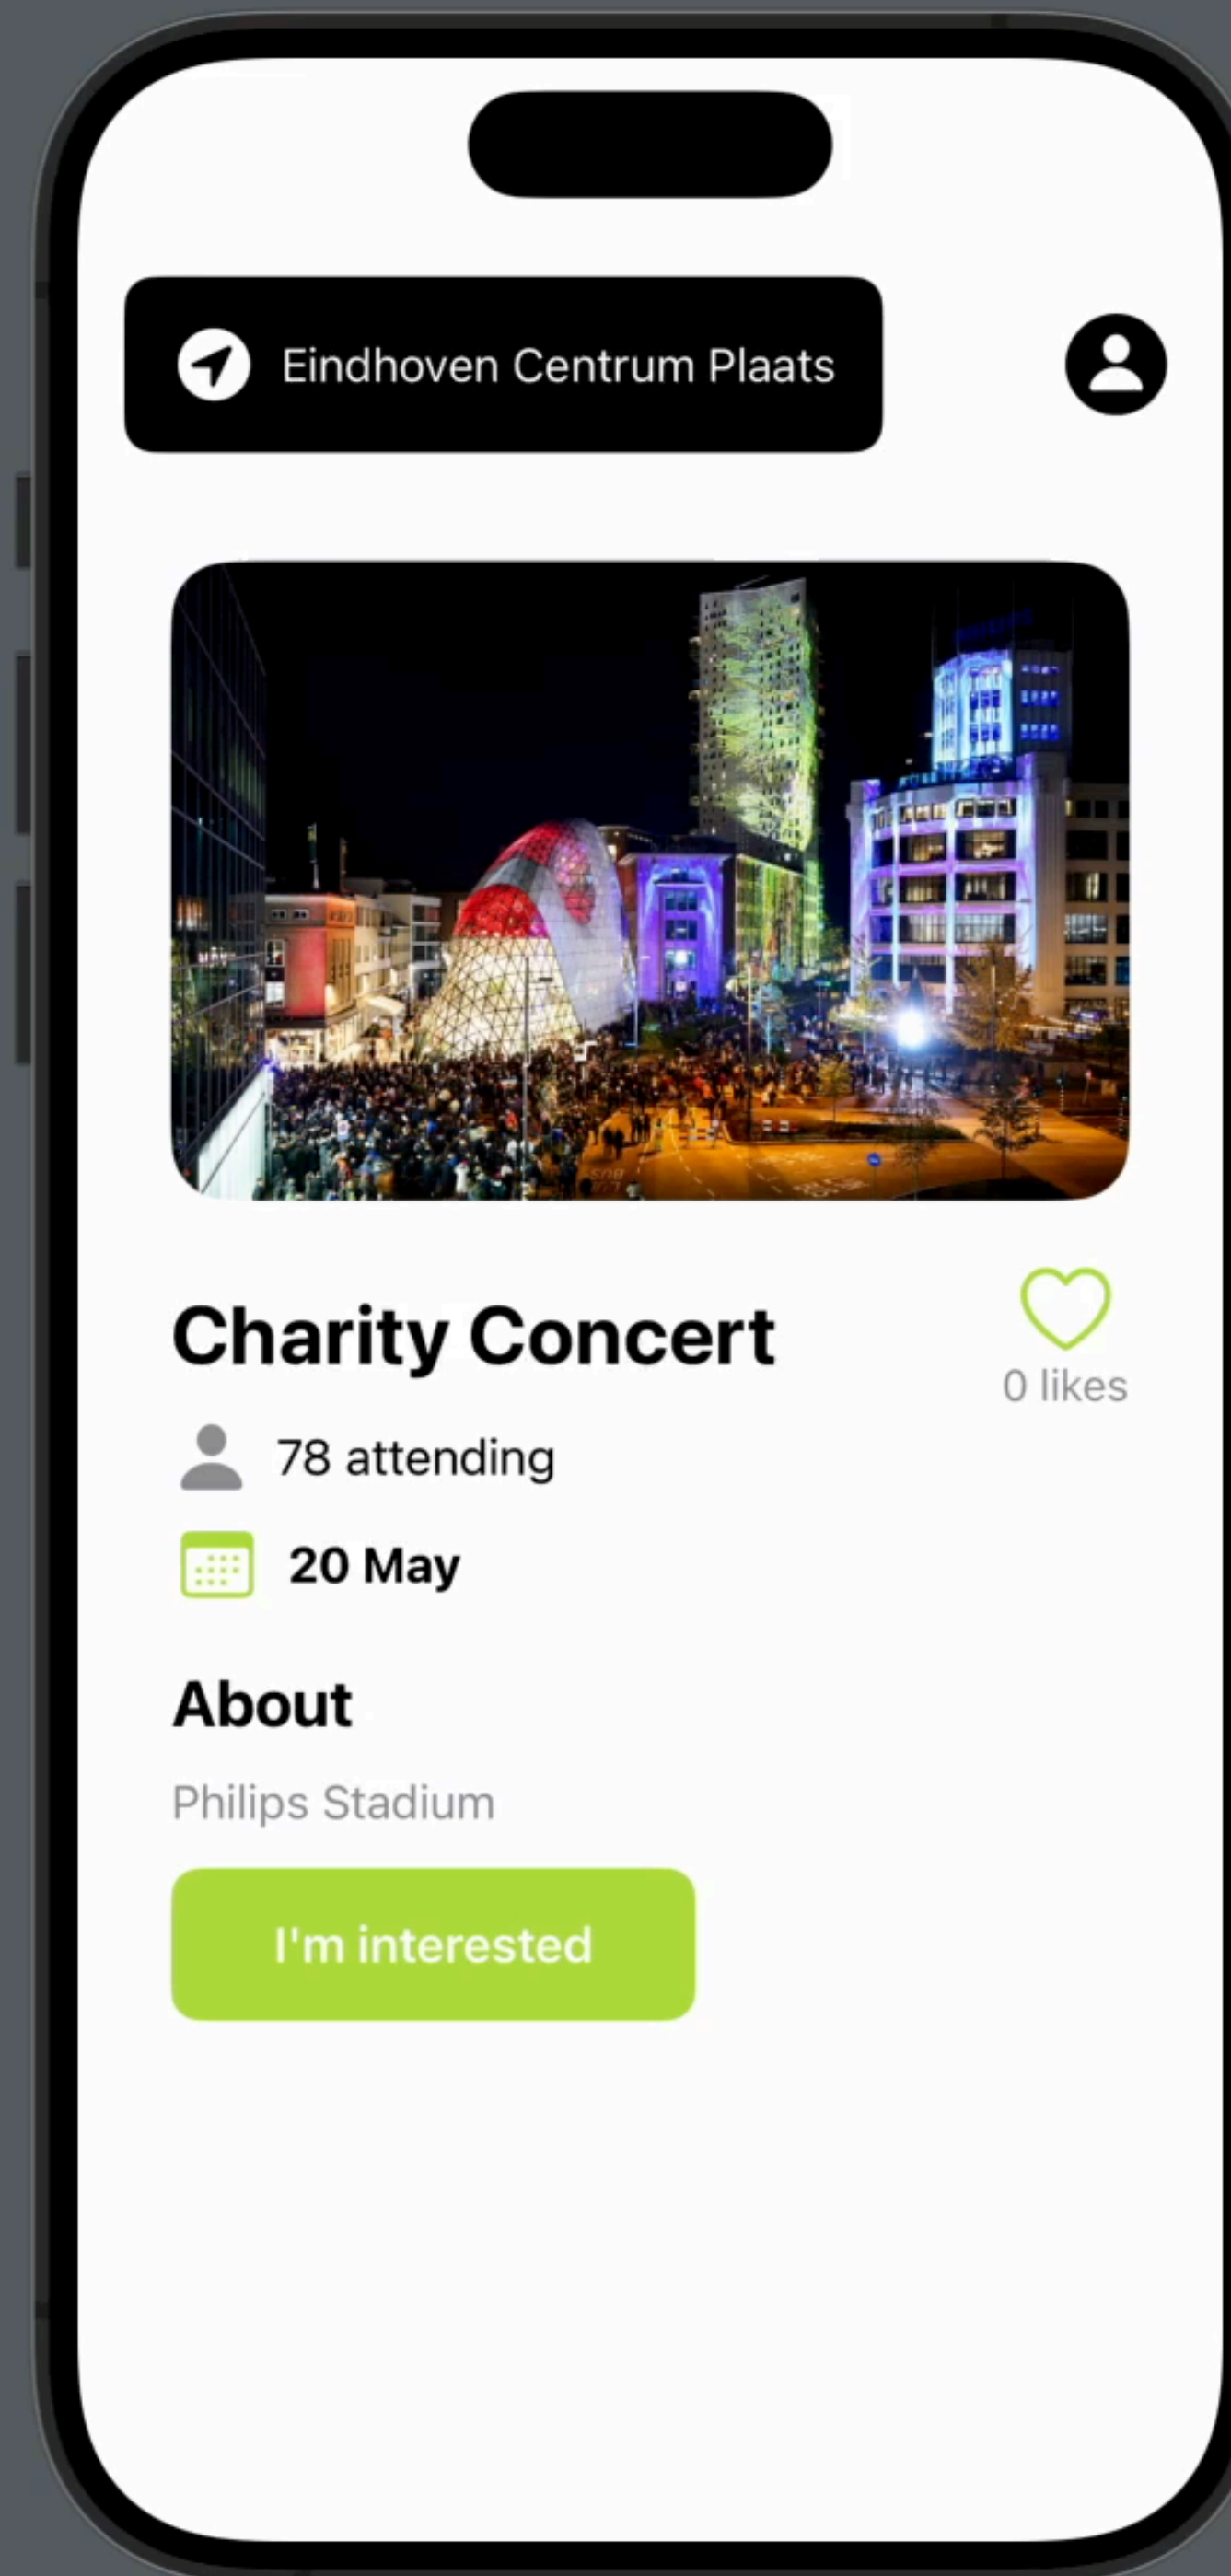 Eindhoven Centrum Plaats
Charity Concert
0 likes
78 attending
20 May
About
Philips Stadium
I'm interested